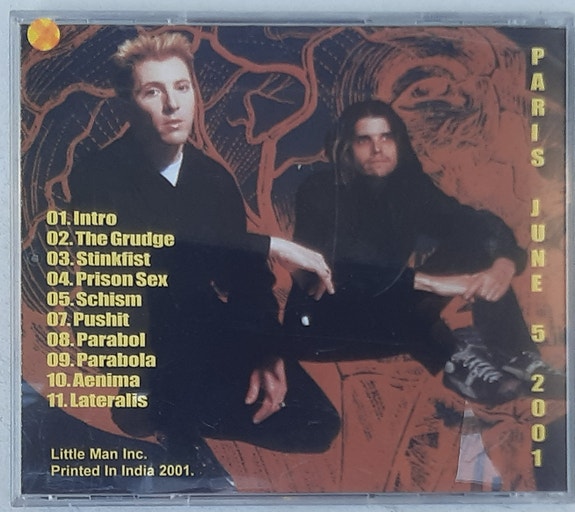 01. Intro
02. The Grudge
03. Stinkfist
04. Prison Sex
05. Schism
07. Pushit
08. Parabol
09. Parabola
10. Aenima
11. Lateralis
Little Man Inc.
Printed In India 2001.
PARIS JUNE 5 2001